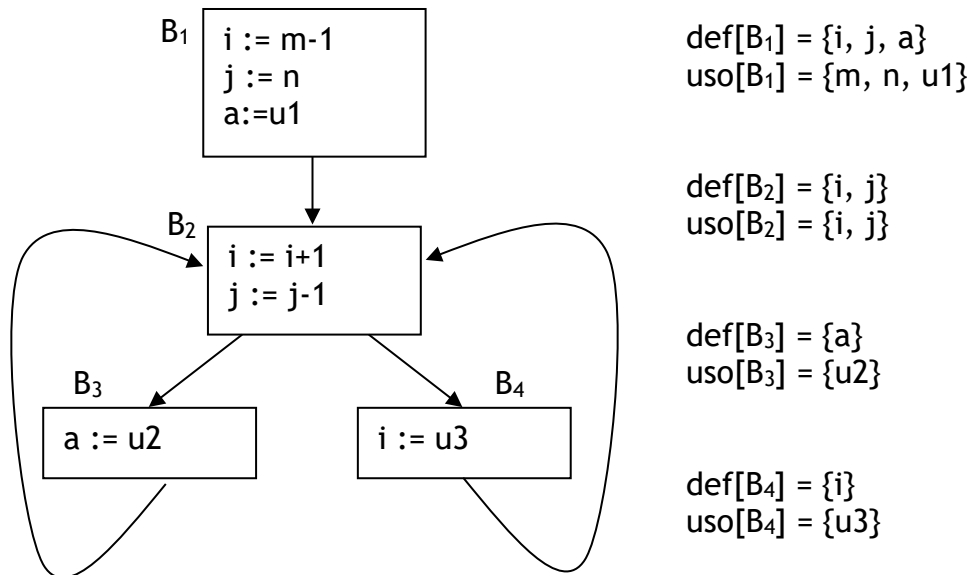 B₁
i := m-1
j := n
a:=u1
def[B₁] = {i, j, a}
uso[B₁] = {m, n, u1}
B₂
i := i+1
j := j-1
def[B₂] = {i, j}
uso[B₂] = {i, j}
B₃
a := u2
B₄
i := u3
def[B₃] = {a}
uso[B₃] = {u2}
def[B₄] = {i}
uso[B₄] = {u3}